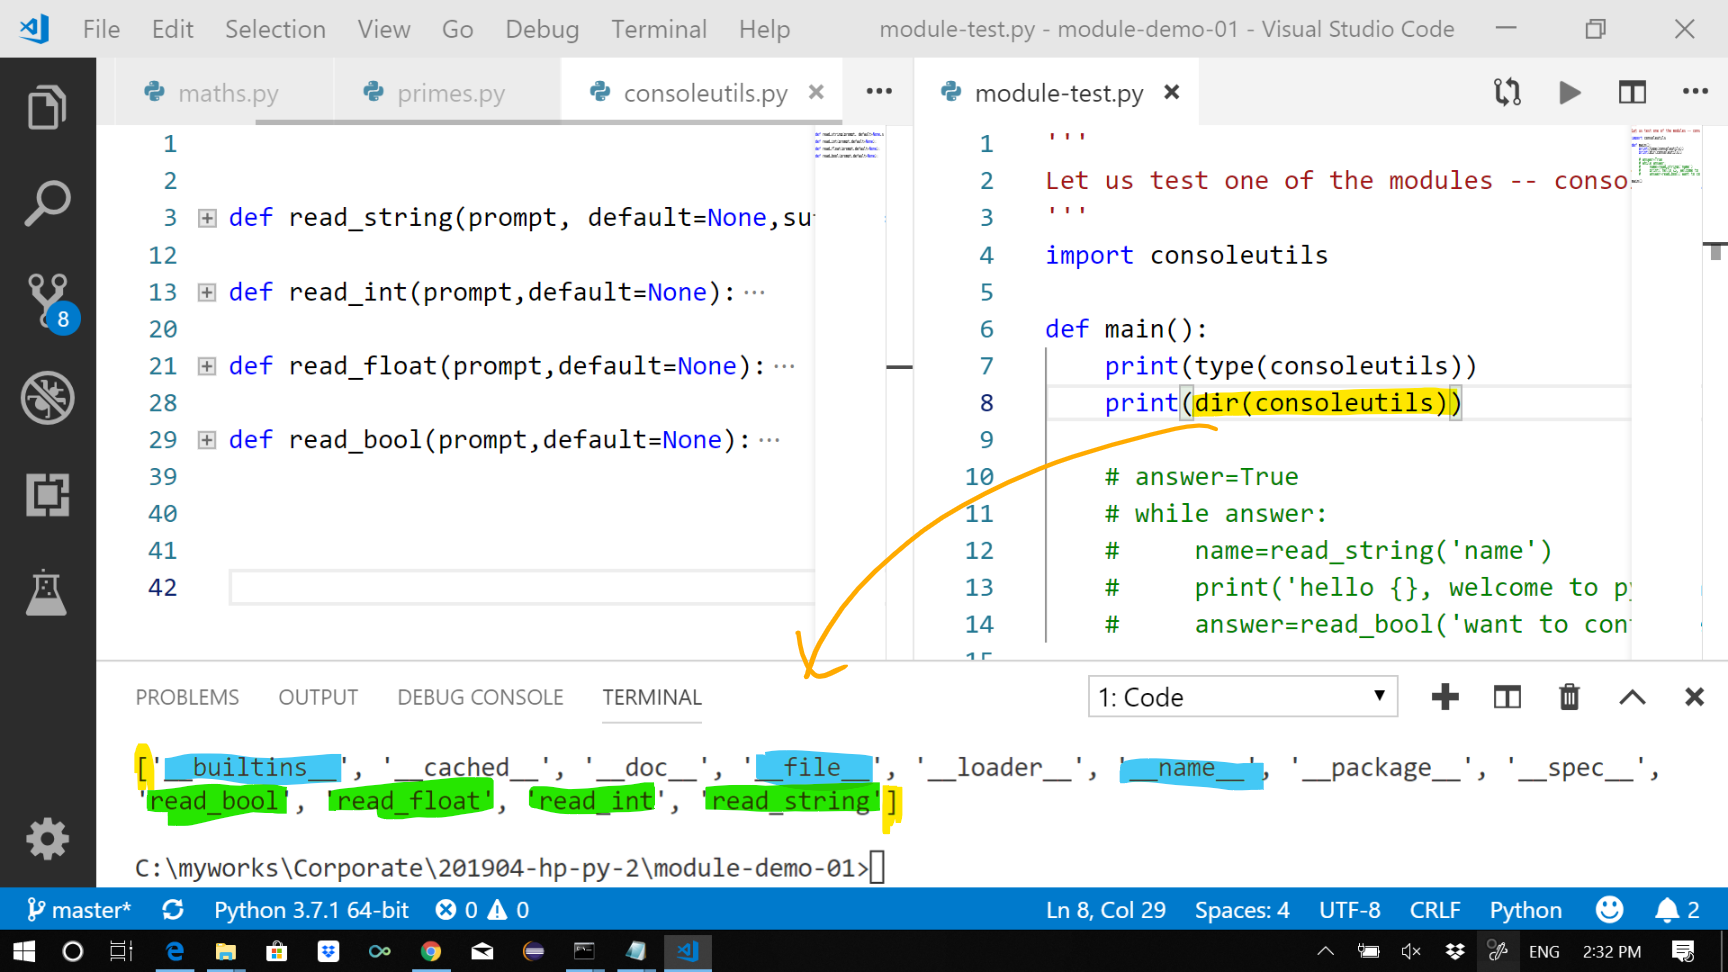 File Edit Selection View Go Debug Terminal Help module-test.py - module-demo-01 - Visual Studio Code
maths.py primes.py consoleutils.py module-test.py
1
2
3 def read_string(prompt, default=None,su
12
13 def read_int(prompt,default=None):
20
21 def read_float(prompt,default=None):
28
29 def read_bool(prompt,default=None):
39
40
41
42
1 '''
2 Let us test one of the modules -- conso
3 '''
4 import consoleutils
5
6 def main():
7 print(type(consoleutils))
8 print(dir(consoleutils))
9
10 # answer=True
11 # while answer:
12 # name=read_string('name')
13 # print('hello {}, welcome to py
14 # answer=read_bool('want to con
15
8
PROBLEMS OUTPUT DEBUG CONSOLE TERMINAL 1: Code
['__builtins__', '__cached__', '__doc__', '__file__', '__loader__', '__name__', '__package__', '__spec__',
'read_bool', 'read_float', 'read_int', 'read_string']
C:\myworks\Corporate\201904-hp-py-2\module-demo-01>
master* Python 3.7.1 64-bit 0 0 Ln 8, Col 29 Spaces: 4 UTF-8 CRLF Python 2
ENG 2:32 PM